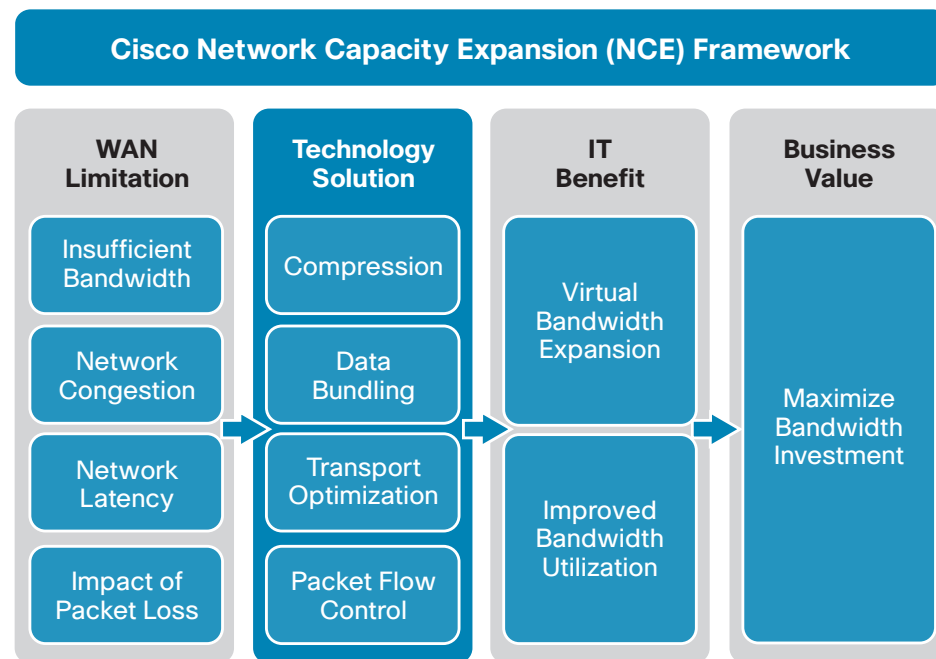 Cisco Network Capacity Expansion (NCE) Framework
WAN
Limitation
Insufficient
Bandwidth
Network
Congestion
Network
Latency
Impact of
Packet Loss
Technology
Solution
Compression
Data
Bundling
Transport
Optimization
Packet Flow
Control
IT
Benefit
Virtual
Bandwidth
Expansion
Improved
Bandwidth
Utilization
Business
Value
Maximize
Bandwidth
Investment